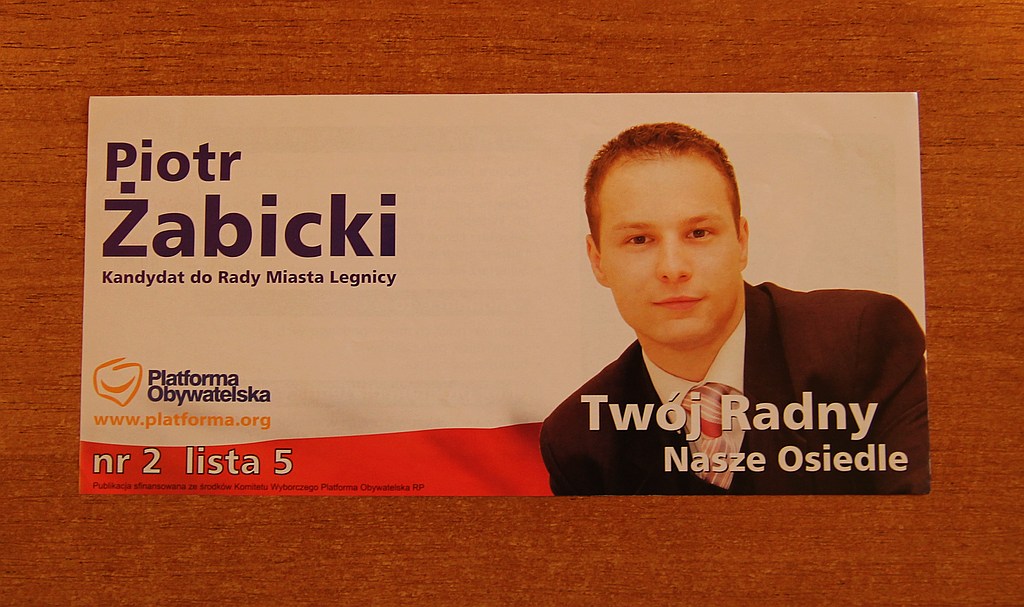 Piotr
Żabicki
Kandydat do Rady Miasta Legnicy
Platforma
Obywatelska
www.platforma.org
nr 2 lista 5
Publikacja sfinansowana ze środków Komitetu Wyborczego Platforma Obywatelska RP
Twój Radny
Nasze Osiedle